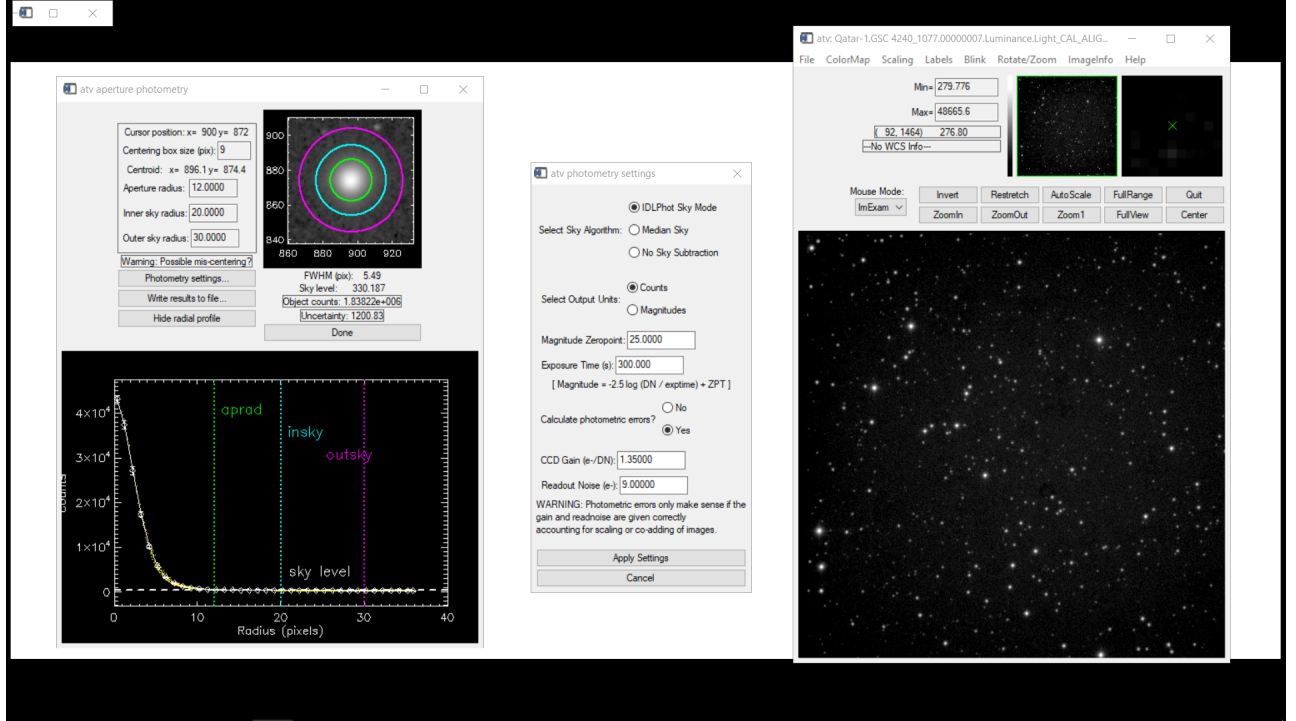 atv aperture photometry
Cursor position: x= 900 y= 872
Centering box size (pix): 9
Centroid: x= 896.1 y= 874.4
Aperture radius: 12.0000
Inner sky radius: 20.0000
Outer sky radius: 30.0000
Warning: Possible mis-centering?
Photometry settings...
Write results to file...
Hide radial profile
900
880
860
840
860 880 900 920
FWHM (pix): 5.49
Sky level: 330.187
Object counts: 1.83822e+006
Uncertainty: 1200.83
Done
aprad
insky
outsky
sky level
4×10⁴
3×10⁴
2×10⁴
1×10⁴
0
counts
0 10 20 30 40
Radius (pixels)
atv photometry settings
Select Sky Algorithm:
IDLPhot Sky Mode
Median Sky
No Sky Subtraction
Select Output Units:
Counts
Magnitudes
Magnitude Zeropoint: 25.0000
Exposure Time (s): 300.000
[ Magnitude = -2.5 log (DN / exptime) + ZPT ]
Calculate photometric errors?
No
Yes
CCD Gain (e-/DN): 1.35000
Readout Noise (e-): 9.00000
WARNING: Photometric errors only make sense if the
gain and readnoise are given correctly
accounting for scaling or co-adding of images.
Apply Settings
Cancel
atv: Qatar-1.GSC 4240_1077.00000007.Luminance.Light_CAL_ALIG...
File ColorMap Scaling Labels Blink Rotate/Zoom ImageInfo Help
Min= 279.776
Max= 48665.6
( 92, 1464) 276.80
---No WCS Info---
Mouse Mode:
ImExam
Invert Restretch AutoScale FullRange Quit
ZoomIn ZoomOut Zoom1 FullView Center